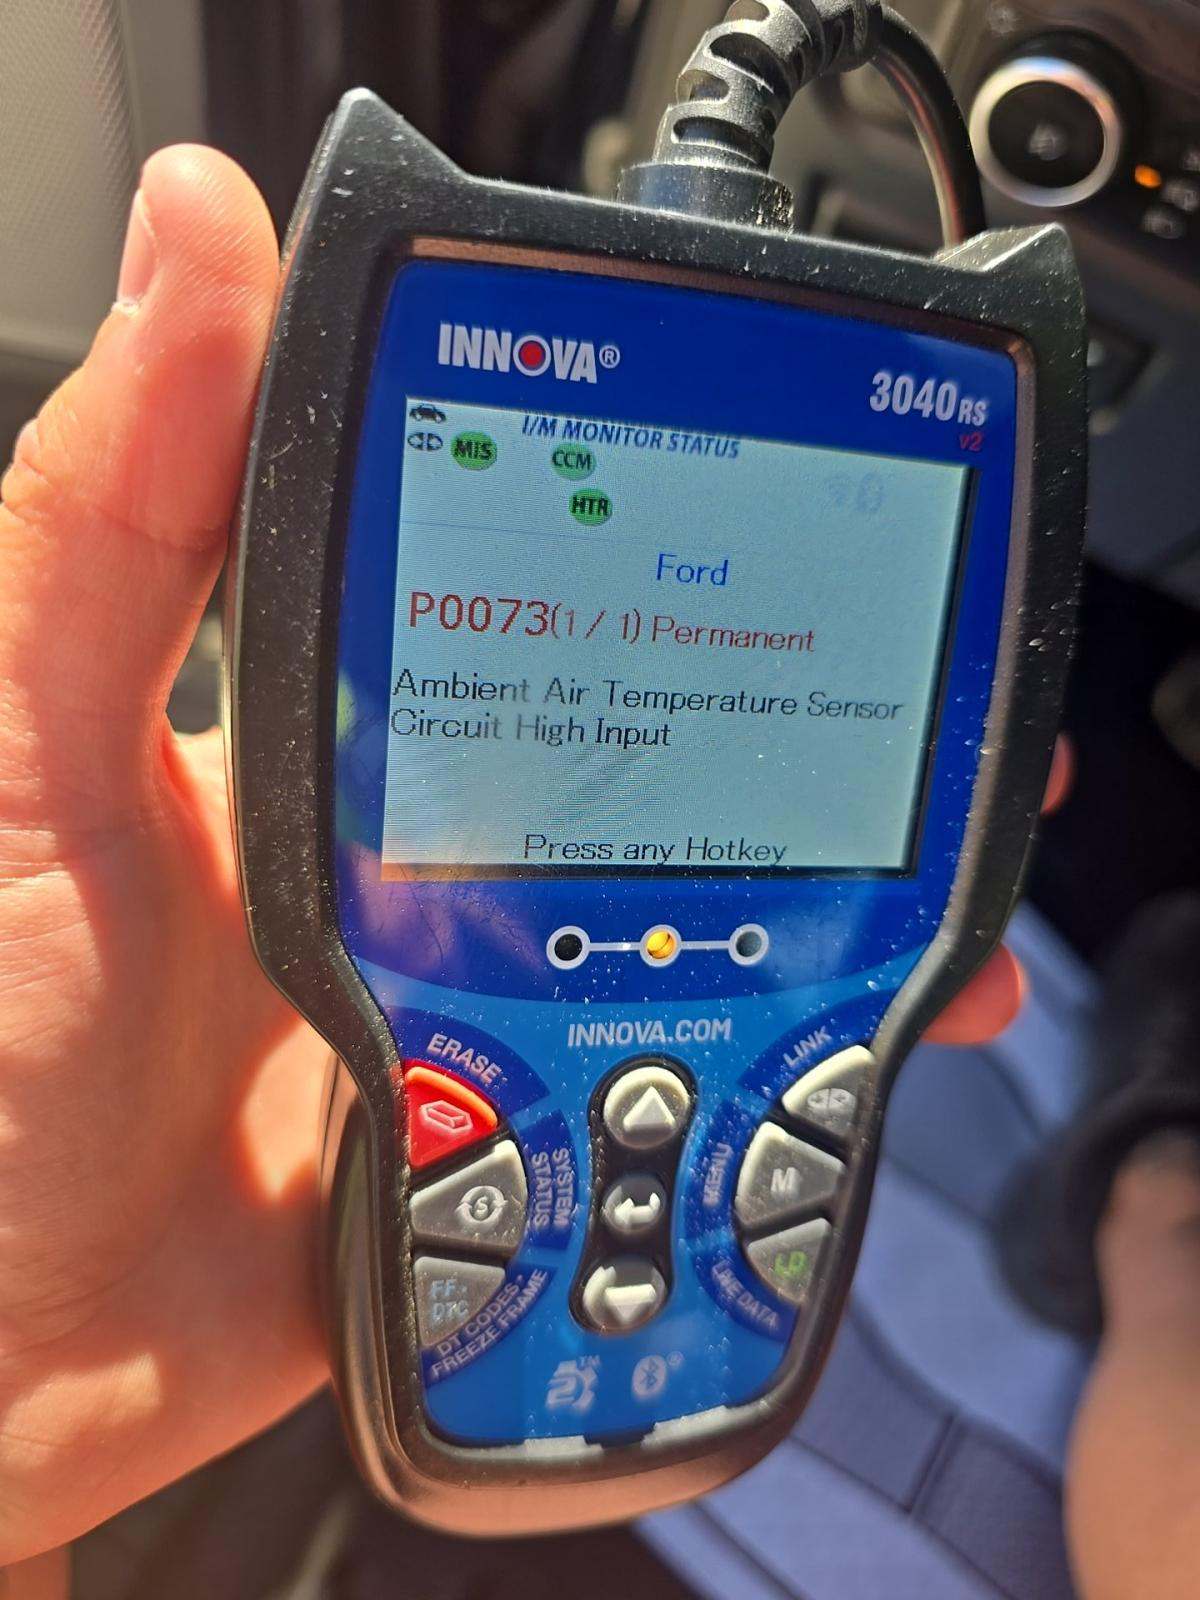 INNOVA®
3040RS
v2
I/M MONITOR STATUS
MIS
CCM
HTR
Ford
P0073(1 / 1) Permanent
Ambient Air Temperature Sensor
Circuit High Input
Press any Hotkey
INNOVA.COM
ERASE
LINK
S
SYSTEM
STATUS
MENU
M
FF-
DTC
DT CODES-
FREEZE FRAME
LIVE DATA
LD
TM
®